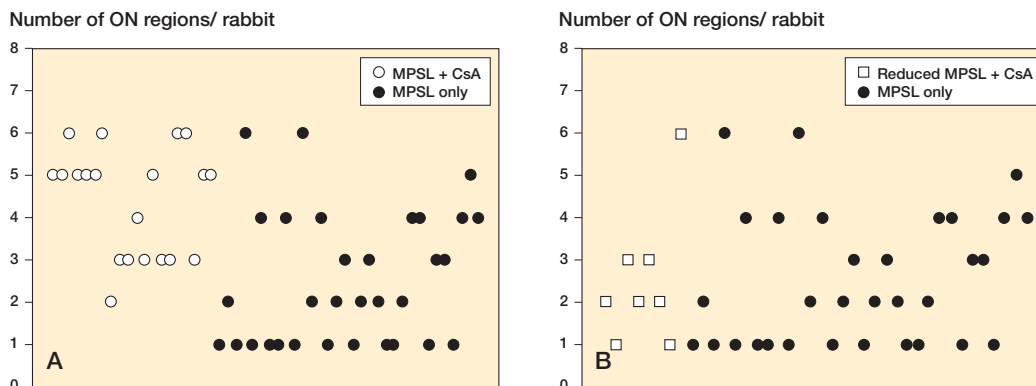 Number of ON regions/ rabbit
8
7
6
5
4
3
2
1
0
MPSL + CsA
MPSL only
A
Number of ON regions/ rabbit
8
7
6
5
4
3
2
1
0
Reduced MPSL + CsA
MPSL only
B